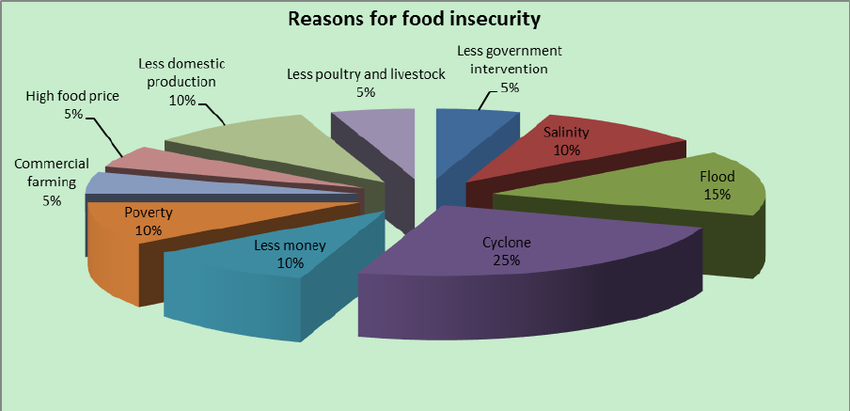 Reasons for food insecurity
Less government
intervention
5%
Salinity
10%
Flood
15%
Cyclone
25%
Less money
10%
Poverty
10%
Commercial
farming
5%
High food price
5%
Less domestic
production
10%
Less poultry and livestock
5%